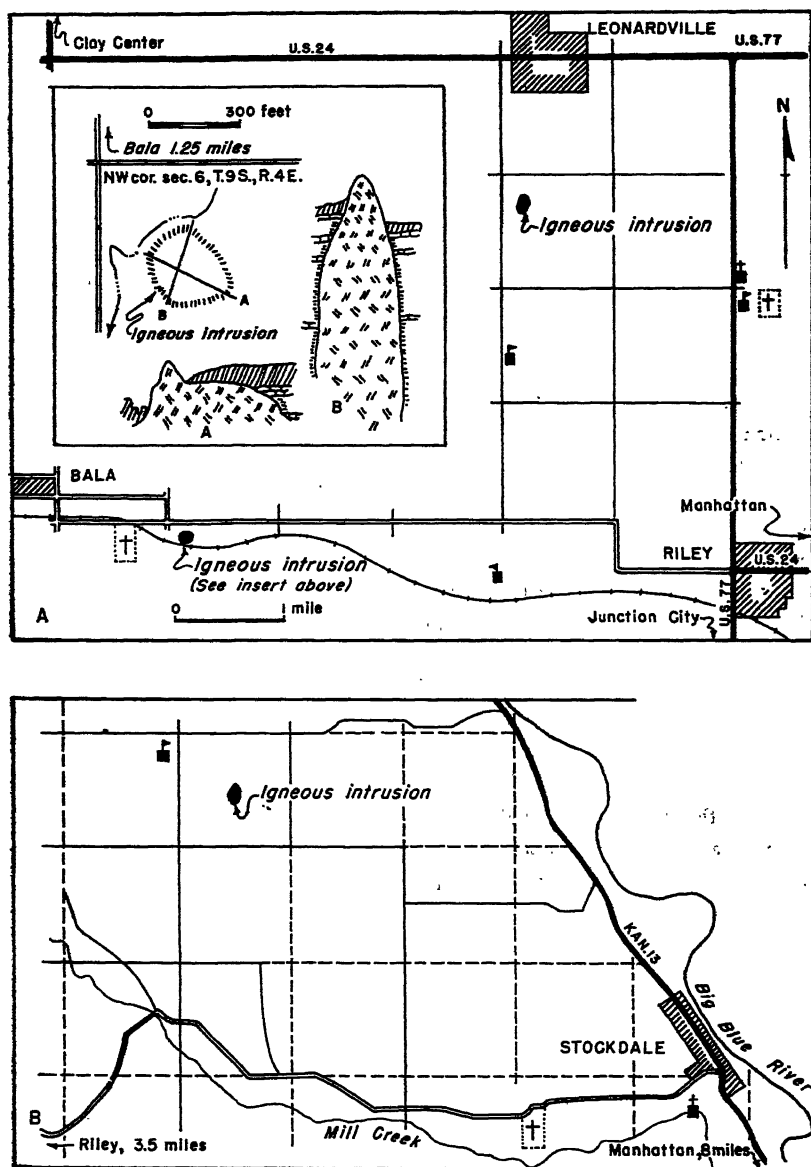 Clay Center
U.S.24
LEONARDVILLE
U.S.77
0 300 feet
Bala 1.25 miles
NW cor. sec. 6, T.9S., R.4E.
A
B
Igneous intrusion
A
B
N
Igneous intrusion
BALA
Manhattan
RILEY
U.S.24
U.S.77
Igneous intrusion
(See insert above)
0 1
mile
Junction City
A
Igneous intrusion
KAN.13
Big Blue River
STOCKDALE
Mill Creek
B
Riley, 3.5 miles
Manhattan 8miles